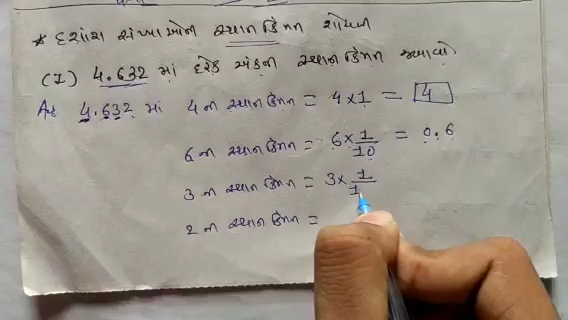 * દશાંશ સંખ્યાઓની સ્થાન કિંમત શોધવી
(I) 4.632 માં દરેક અંકની સ્થાન કિંમત જણાવો.
Ans 4.632 માં 4 ની સ્થાન કિંમત = 4 × 1 = 4
6 ની સ્થાન કિંમત = 6 × 1/10 = 0.6
3 ની સ્થાન કિંમત = 3 × 1/1
2 ની સ્થાન કિંમત =